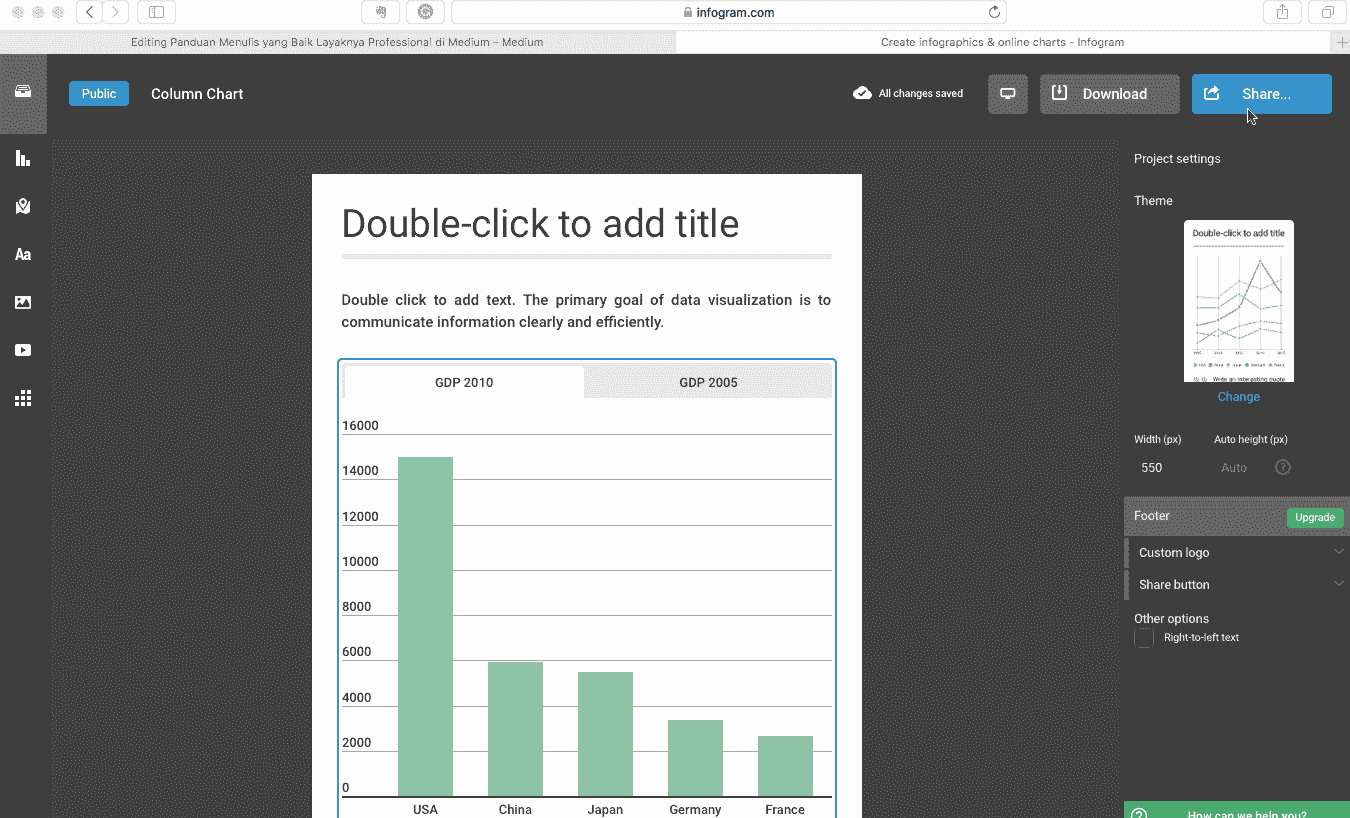 infogram.com
Editing Panduan Menulis yang Baik Layaknya Professional di Medium – Medium
Create infographics & online charts - Infogram
Public
Column Chart
All changes saved
Download
Share...
Aa
Double-click to add title
Double click to add text. The primary goal of data visualization is to
communicate information clearly and efficiently.
GDP 2010
GDP 2005
16000
14000
12000
10000
8000
6000
4000
2000
0
USA
China
Japan
Germany
France
Project settings
Theme
Double-click to add title
Write an interesting quote
Change
Width (px)
Auto height (px)
550
Auto
?
Footer
Upgrade
Custom logo
Share button
Other options
Right-to-left text
How can we help you?